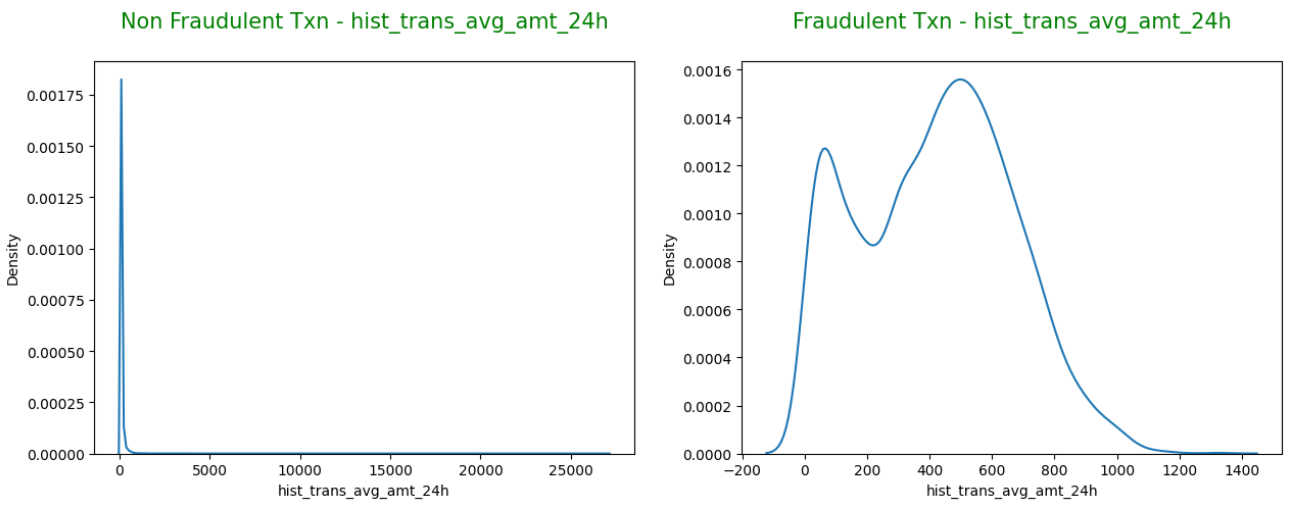 Non Fraudulent Txn - hist_trans_avg_amt_24h
0.00175
0.00150
0.00125
0.00100
0.00075
0.00050
0.00025
0.00000
Density
0 5000 10000 15000 20000 25000
hist_trans_avg_amt_24h
Fraudulent Txn - hist_trans_avg_amt_24h
0.0016
0.0014
0.0012
0.0010
0.0008
0.0006
0.0004
0.0002
0.0000
Density
−200 0 200 400 600 800 1000 1200 1400
hist_trans_avg_amt_24h